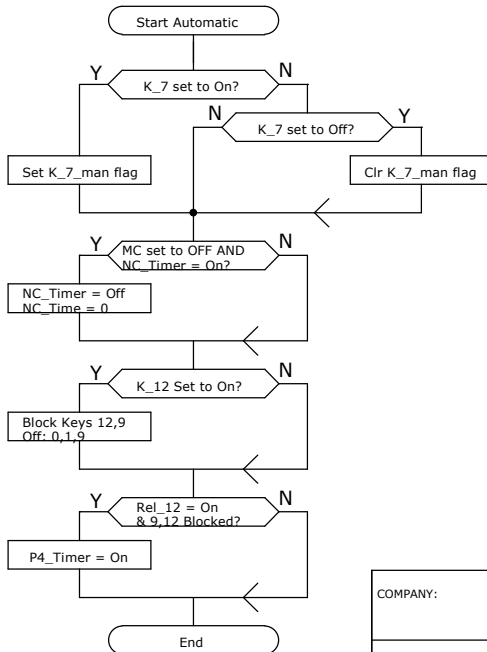 Start Automatic
Y
K_7 set to On?
N
N
K_7 set to Off?
Y
Set K_7_man flag
Clr K_7_man flag
Y
MC set to OFF AND
NC_Timer = On?
N
NC_Timer = Off
NC_Time = 0
Y
K_12 Set to On?
N
Block Keys 12,9
Off: 0,1,9
Y
Rel_12 = On
& 9,12 Blocked?
N
P4_Timer = On
COMPANY:
End